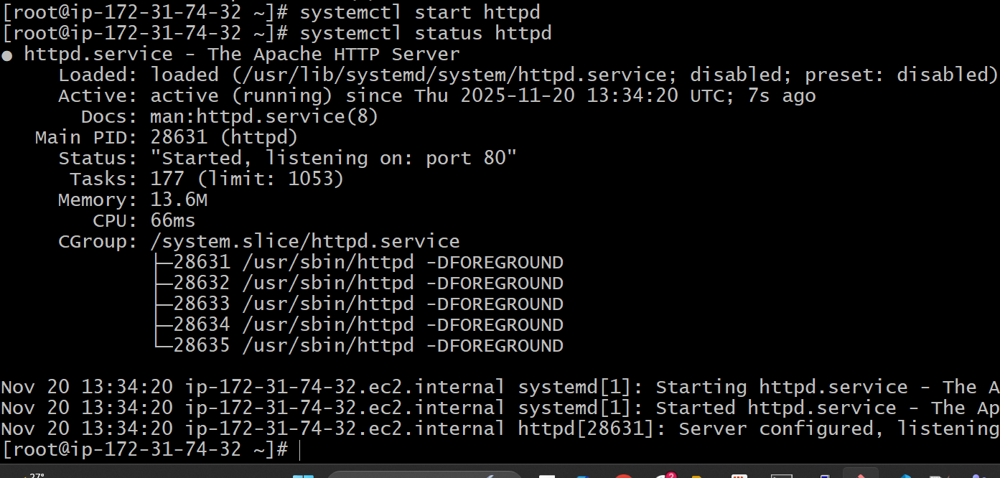 [root@ip-172-31-74-32 ~]# systemctl start httpd
[root@ip-172-31-74-32 ~]# systemctl status httpd
● httpd.service - The Apache HTTP Server
     Loaded: loaded (/usr/lib/systemd/system/httpd.service; disabled; preset: disabled)
     Active: active (running) since Thu 2025-11-20 13:34:20 UTC; 7s ago
       Docs: man:httpd.service(8)
   Main PID: 28631 (httpd)
     Status: "Started, listening on: port 80"
      Tasks: 177 (limit: 1053)
     Memory: 13.6M
        CPU: 66ms
     CGroup: /system.slice/httpd.service
             ├─28631 /usr/sbin/httpd -DFOREGROUND
             ├─28632 /usr/sbin/httpd -DFOREGROUND
             ├─28633 /usr/sbin/httpd -DFOREGROUND
             ├─28634 /usr/sbin/httpd -DFOREGROUND
             └─28635 /usr/sbin/httpd -DFOREGROUND
Nov 20 13:34:20 ip-172-31-74-32.ec2.internal systemd[1]: Starting httpd.service - The A
Nov 20 13:34:20 ip-172-31-74-32.ec2.internal systemd[1]: Started httpd.service - The Ap
Nov 20 13:34:20 ip-172-31-74-32.ec2.internal httpd[28631]: Server configured, listening
[root@ip-172-31-74-32 ~]#
27°
2